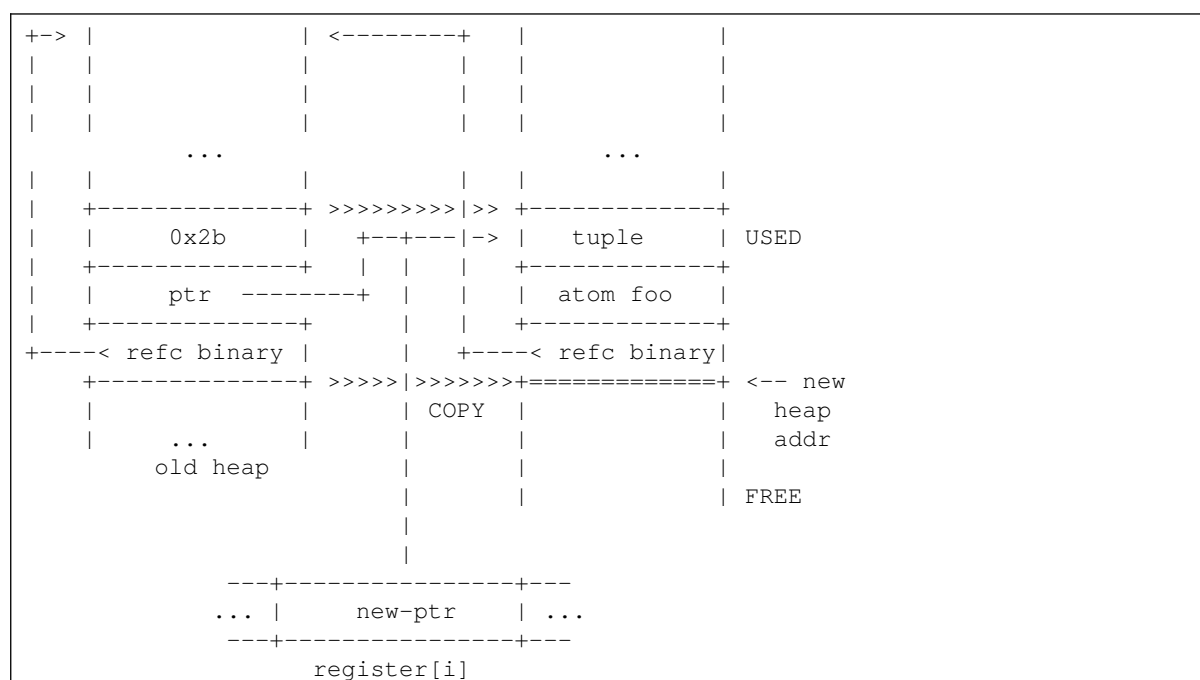 +-> |              | <--------+   |             |
|   |              |          |   |             |
|   |              |          |   |             |
|   |              |          |   |             |
          ...                          ...
|   |              |          |   |             |
|   +--------------+ >>>>>>>>>|>> +-------------+
|   |     0x2b     |   +--+---|-> |   tuple     | USED
|   +--------------+   |  |   |   +-------------+
|   |     ptr  --------+  |   |   |  atom foo   |
|   +--------------+      |   |   +-------------+
+----< refc binary |      |   +----< refc binary|
    +--------------+ >>>>>|>>>>>>>+=============+ <-- new
    |              |      | COPY  |             |   heap
    |     ...      |      |       |             |   addr
        old heap          |       |             |
                          |       |             | FREE
                          |
                          |
              ---+----------------+---
             ... |     new-ptr    | ...
              ---+----------------+---
                    register[i]